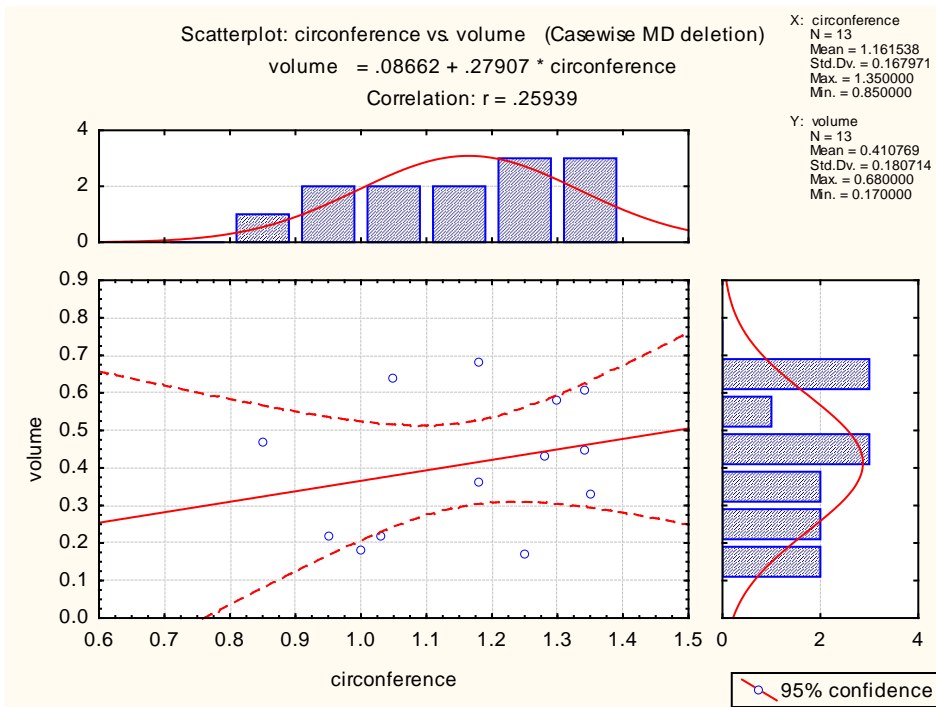 Scatterplot: circonference vs. volume (Casewise MD deletion)
volume = .08662 + .27907 * circonference
Correlation: r = .25939
X: circonference
N = 13
Mean = 1.161538
Std.Dv. = 0.167971
Max. = 1.350000
Min. = 0.850000
Y: volume
N = 13
Mean = 0.410769
Std.Dv. = 0.180714
Max. = 0.680000
Min. = 0.170000
4
2
0
0.9
0.8
0.7
0.6
0.5
0.4
0.3
0.2
0.1
0.0
volume
0.6 0.7 0.8 0.9 1.0 1.1 1.2 1.3 1.4 1.5
circonference
0 2 4
95% confidence